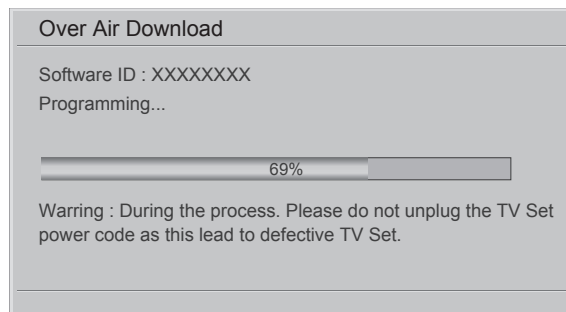 Over Air Download
Software ID : XXXXXXXX
Programming...
69%
Warring : During the process. Please do not unplug the TV Set
power code as this lead to defective TV Set.